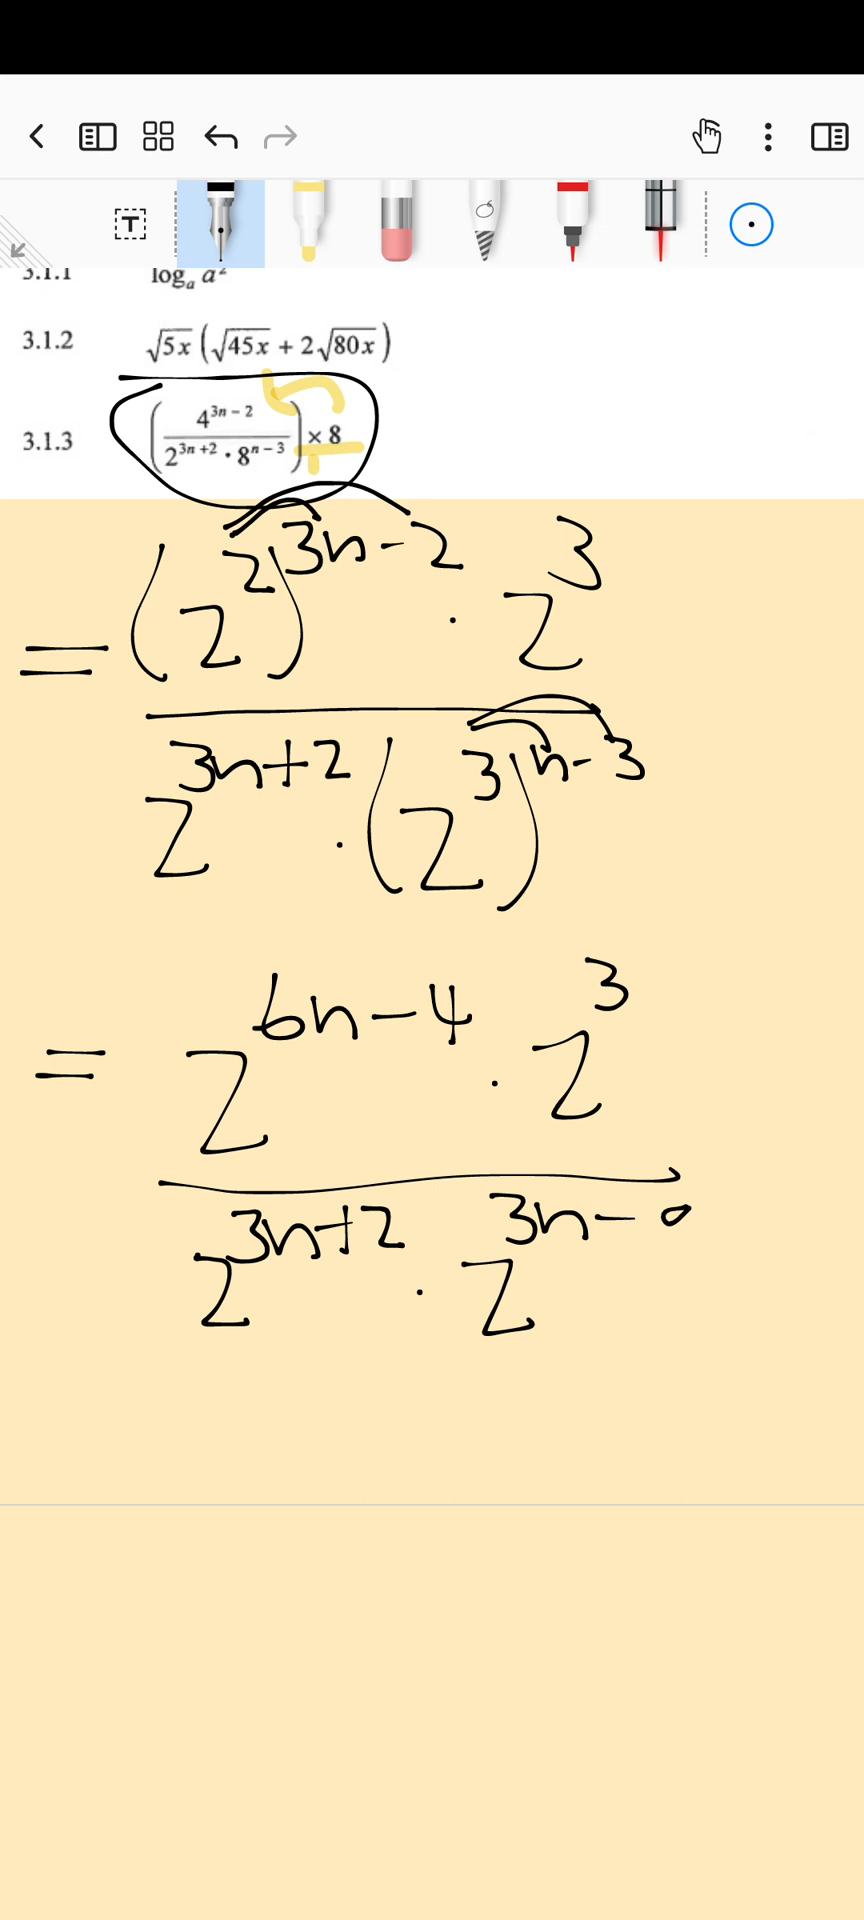 3.1.1 logₐ a²
3.1.2 √5x (√45x + 2√80x)
3.1.3 (4^(3n − 2) / (2^(3n + 2) · 8^(n − 3))) × 8
= (2²)^(3n-2) · 2³
2^(3n+2) · (2³)^(n-3)
= 2^(6n-4) · 2³
2^(3n+2) · 2^(3n-